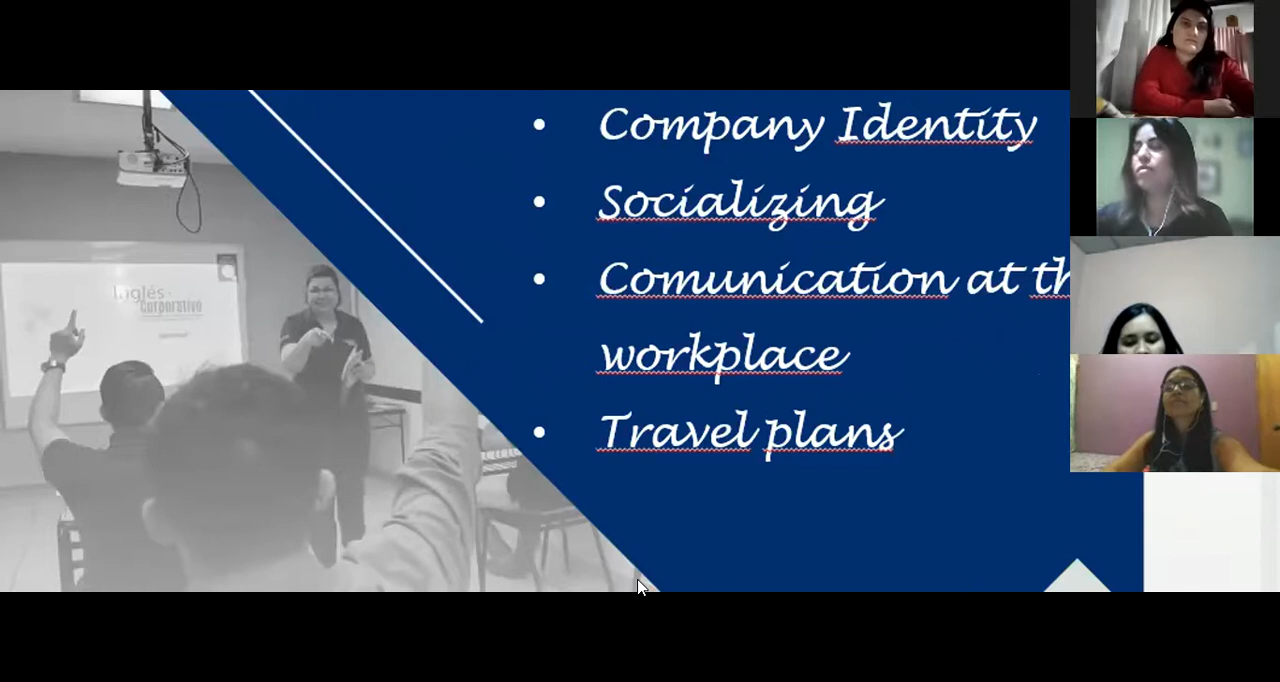 Company Identity
Socializing
Comunication at th
workplace
Travel plans
Inglés
Corporativo